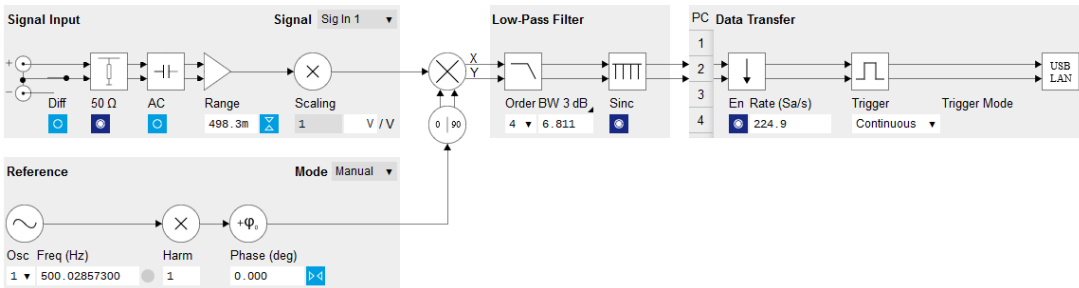 Signal Input Signal Sig In 1 Low-Pass Filter PC Data Transfer
1
X
Y
2
USB
LAN
+
−
3
4
Diff 50 Ω AC Range Scaling Order BW 3 dB Sinc En Rate (Sa/s) Trigger Trigger Mode
498.3m 1 V / V 0 | 90 4 6.811 224.9 Continuous
Reference Mode Manual
+φ₀
Osc Freq (Hz) Harm Phase (deg)
1 500.02857300 1 0.000